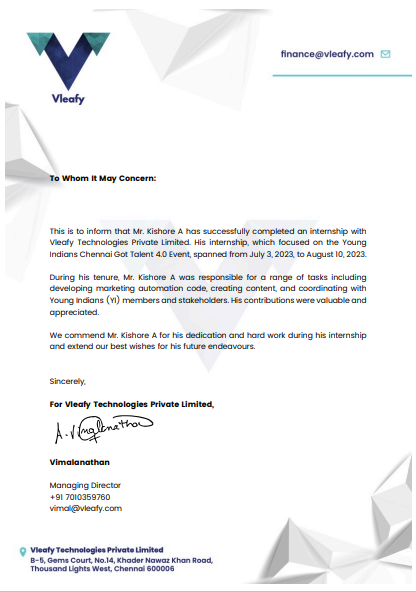 finance@vleafy.com
Vleafy
To Whom It May Concern:
This is to inform that Mr. Kishore A has successfully completed an internship with
Vleafy Technologies Private Limited. His internship, which focused on the Young
Indians Chennai Got Talent 4.0 Event, spanned from July 3, 2023, to August 10, 2023.
During his tenure, Mr. Kishore A was responsible for a range of tasks including
developing marketing automation code, creating content, and coordinating with
Young Indians (YI) members and stakeholders. His contributions were valuable and
appreciated.
We commend Mr. Kishore A for his dedication and hard work during his internship
and extend our best wishes for his future endeavours.
Sincerely,
For Vleafy Technologies Private Limited,
A. Vimalanathan
Vimalanathan
Managing Director
+91 7010359760
vimal@vleafy.com
Vleafy Technologies Private Limited
B-5, Gems Court, No.14, Khader Nawaz Khan Road,
Thousand Lights West, Chennai 600006